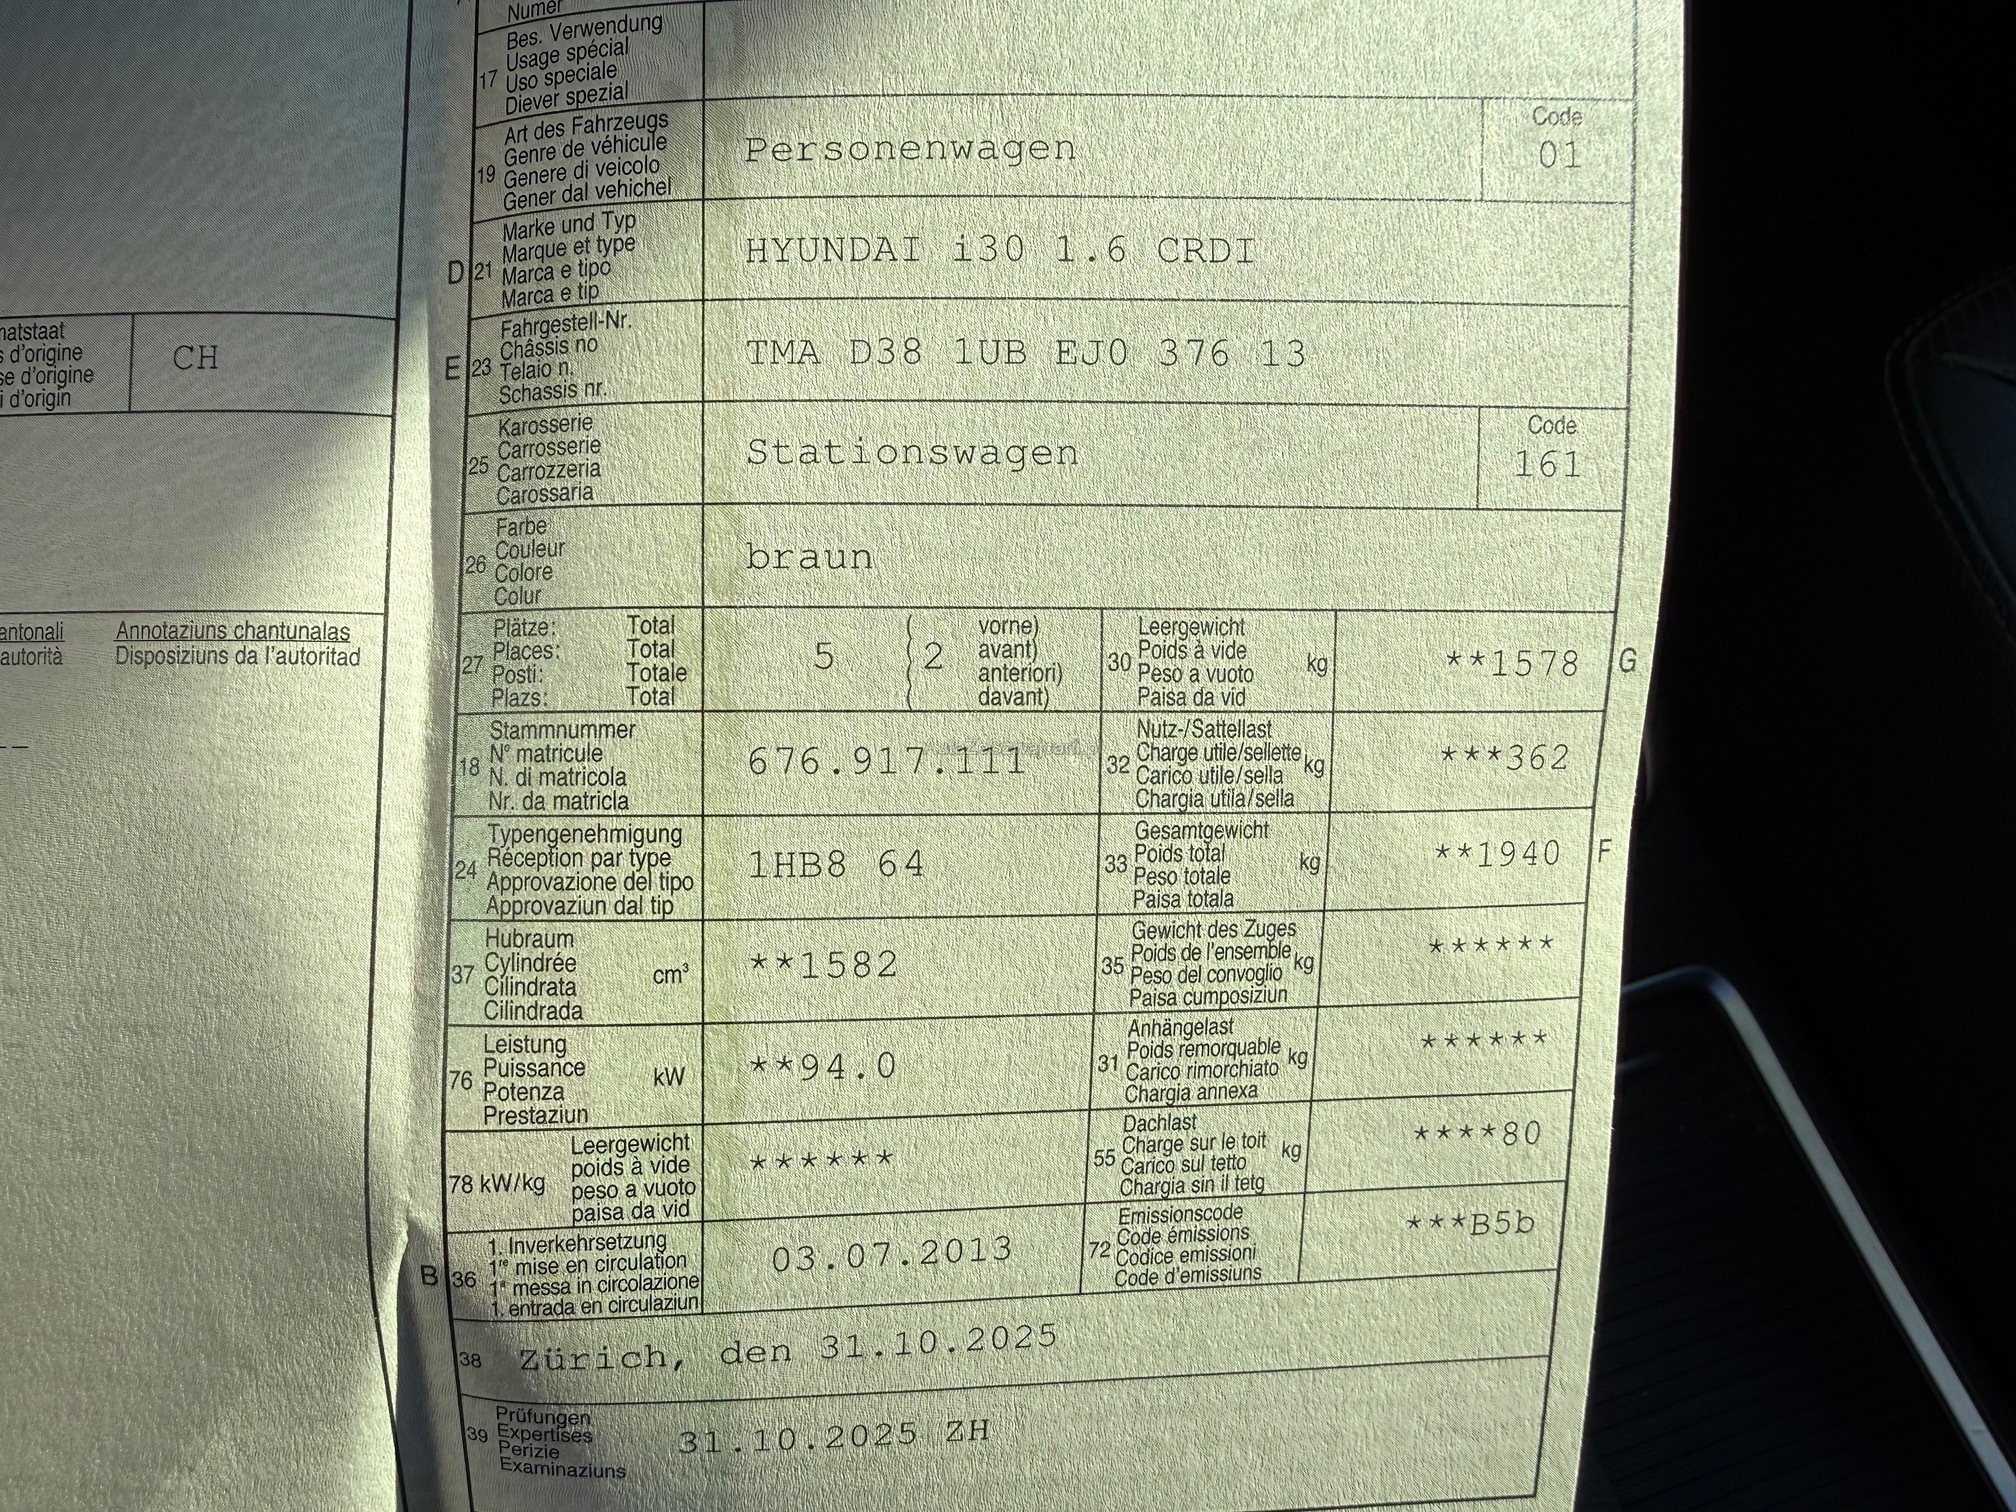 Numer
17
Bes. Verwendung
Usage spécial
Uso speciale
Diever spezial
19
Art des Fahrzeugs
Genre de véhicule
Genere di veicolo
Gener dal vehichel
Personenwagen
Code
01
D 21
Marke und Typ
Marque et type
Marca e tipo
Marca e tip
HYUNDAI i30 1.6 CRDI
E 23
Fahrgestell-Nr.
Châssis no
Telaio n.
Schassis nr.
TMA D38 1UB EJ0 376 13
25
Karosserie
Carrosserie
Carrozzeria
Carossaria
Stationswagen
Code
161
26
Farbe
Couleur
Colore
Colur
braun
27
Plätze: Total
Places: Total
Posti: Totale
Plazs: Total
5
2
vorne)
avant)
anteriori)
davant)
30
Leergewicht
Poids à vide
Peso a vuoto
Paisa da vid
kg
**1578
G
18
Stammnummer
N° matricule
N. di matricola
Nr. da matricla
676.917.111
32
Nutz-/Sattellast
Charge utile/sellette
Carico utile/sella
Chargia utila/sella
kg
***362
24
Typengenehmigung
Réception par type
Approvazione del tipo
Approvaziun dal tip
1HB8 64
33
Gesamtgewicht
Poids total
Peso totale
Paisa totala
kg
**1940
F
37
Hubraum
Cylindrée
Cilindrata
Cilindrada
cm³
**1582
35
Gewicht des Zuges
Poids de l'ensemble
Peso del convoglio
Paisa cumposiziun
kg
******
76
Leistung
Puissance
Potenza
Prestaziun
kW
**94.0
31
Anhängelast
Poids remorquable
Carico rimorchiato
Chargia annexa
kg
******
78 kW/kg
Leergewicht
poids à vide
peso a vuoto
paisa da vid
******
55
Dachlast
Charge sur le toit
Carico sul tetto
Chargia sin il tetg
kg
****80
B 36
1. Inverkehrsetzung
1re mise en circulation
1a messa in circolazione
1. entrada en circulaziun
03.07.2013
72
Emissionscode
Code émissions
Codice emissioni
Code d'emissiuns
***B5b
38 Zürich, den 31.10.2025
39
Prüfungen
Expertises
Perizie
Examinaziuns
31.10.2025 ZH
d'origine
d'origine
d'origin
CH
Annotaziuns chantunalas
autorità Disposiziuns da l'autoritad